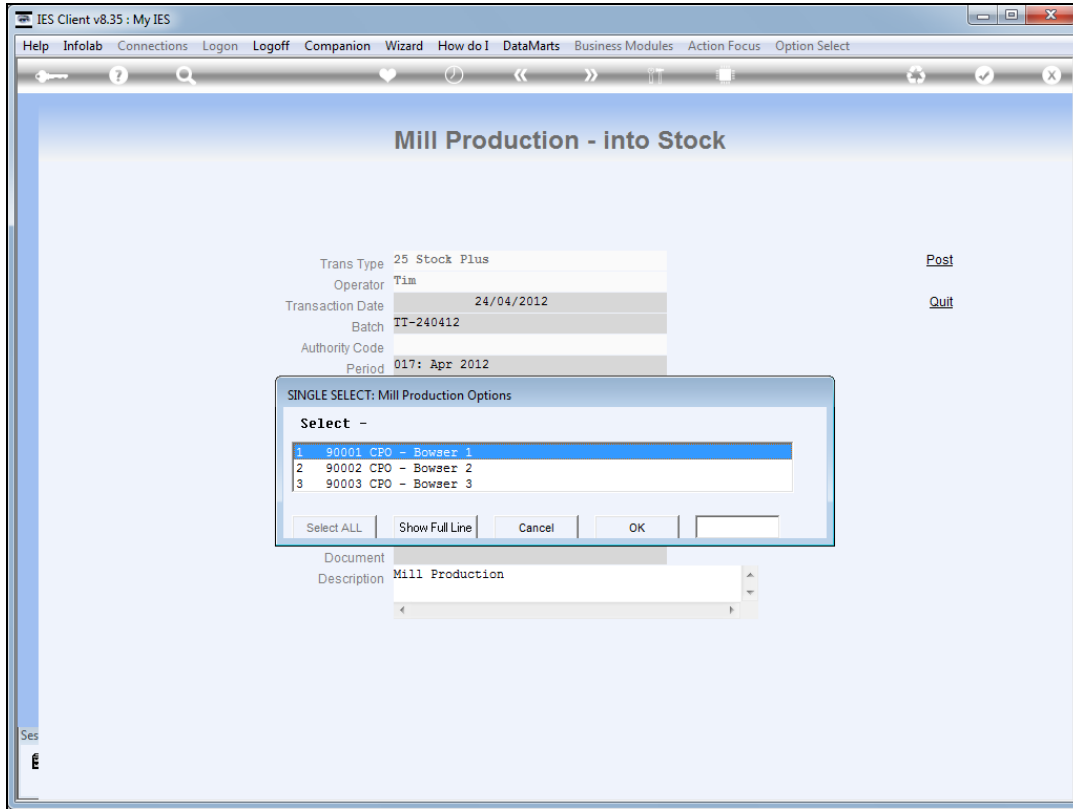 IES Client v8.35 : My IES
Help Infolab Connections Logon Logoff Companion Wizard How do I DataMarts Business Modules Action Focus Option Select
Mill Production - into Stock
Trans Type 25 Stock Plus Post
Operator Tim
Transaction Date 24/04/2012 Quit
Batch TT-240412
Authority Code
Period 017: Apr 2012
SINGLE SELECT: Mill Production Options
Select -
1 90001 CPO - Bowser 1
2 90002 CPO - Bowser 2
3 90003 CPO - Bowser 3
Select ALL Show Full Line Cancel OK
Document
Description Mill Production
Ses